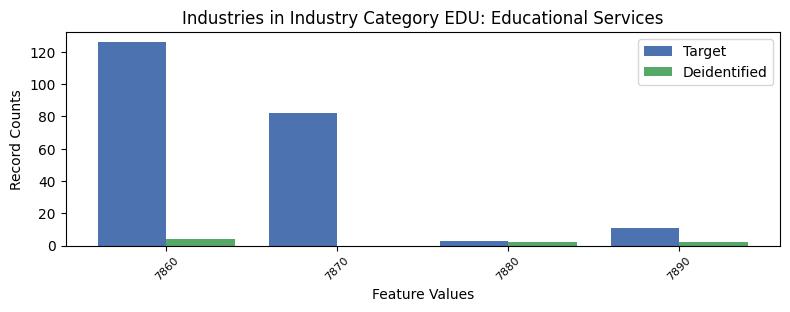 Industries in Industry Category EDU: Educational Services
Target
Deidentified
Record Counts
120
100
80
60
40
20
0
7860
7870
7880
7890
Feature Values